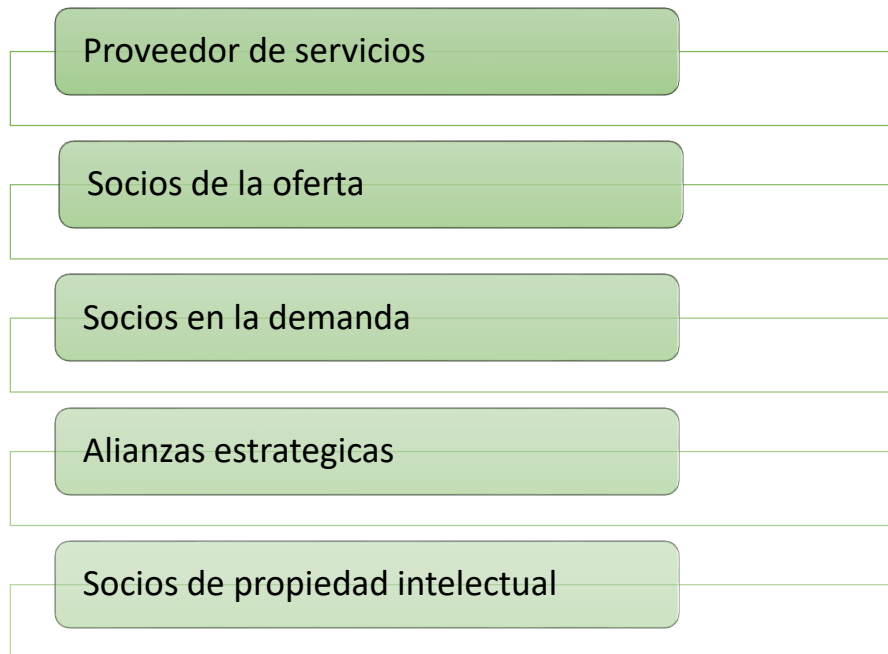 Proveedor de servicios
Socios de la oferta
Socios en la demanda
Alianzas estrategicas
Socios de propiedad intelectual